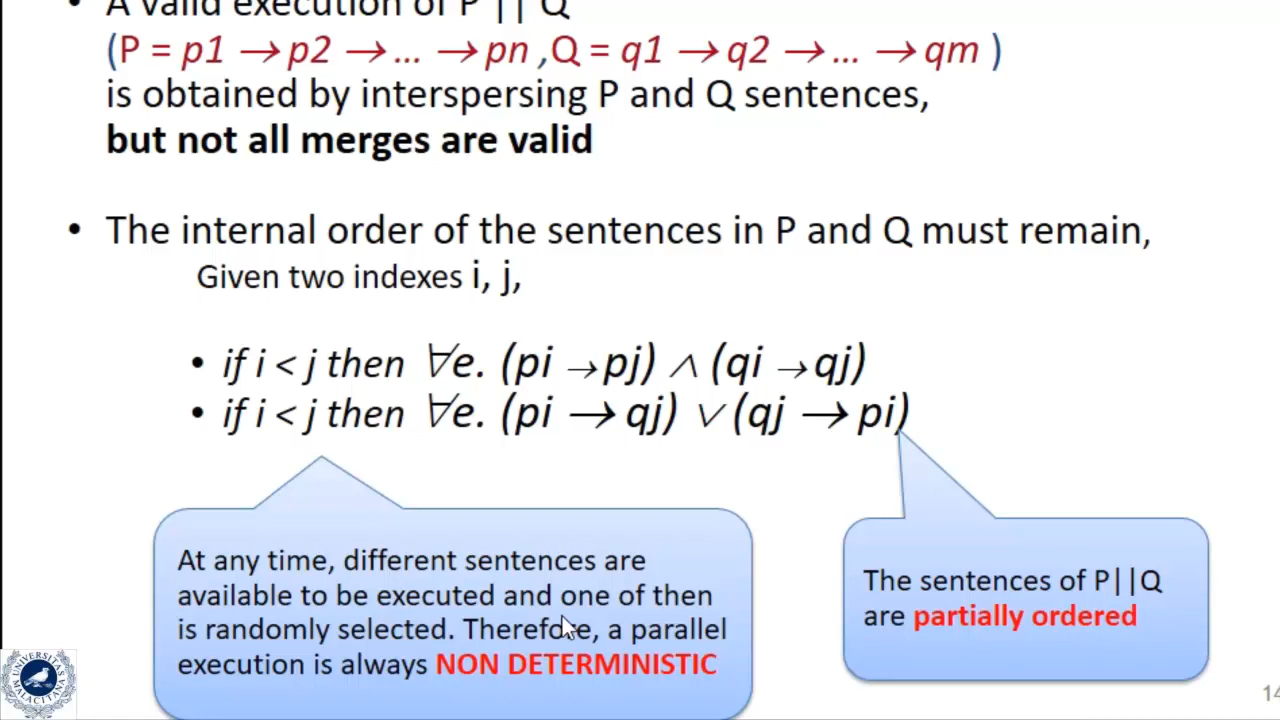 • A valid execution of P || Q
(P = p1 → p2 → ... → pn , Q = q1 → q2 → ... → qm )
is obtained by interspersing P and Q sentences,
but not all merges are valid
• The internal order of the sentences in P and Q must remain,
Given two indexes i, j,
• if i < j then ∀e. (pi → pj) ∧ (qi → qj)
• if i < j then ∀e. (pi → qj) ∨ (qj → pi)
At any time, different sentences are
available to be executed and one of then
is randomly selected. Therefore, a parallel
execution is always NON DETERMINISTIC
The sentences of P||Q
are partially ordered
UNIVERSITAS
MALACITANA
14